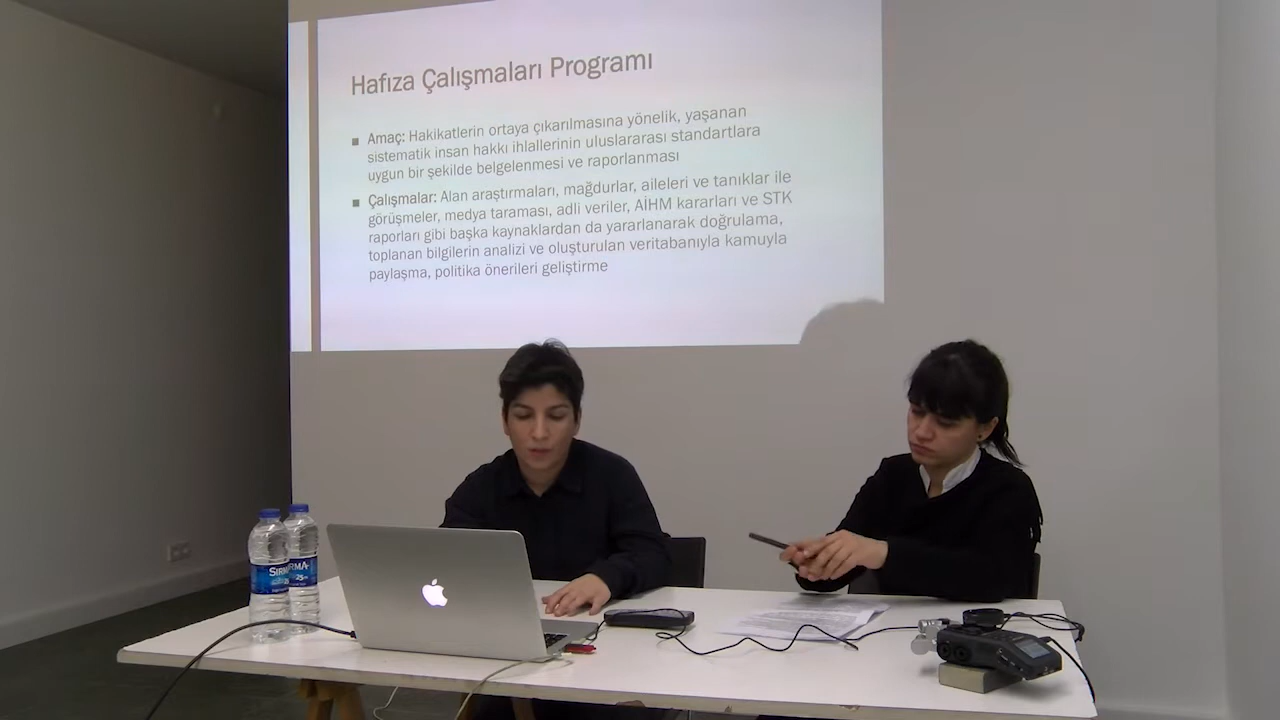 Hafıza Çalışmaları Programı
Amaç: Hakikatlerin ortaya çıkarılmasına yönelik, yaşanan
sistematik insan hakkı ihlallerinin uluslararası standartlara
uygun bir şekilde belgelenmesi ve raporlanması
Çalışmalar: Alan araştırmaları, mağdurlar, aileleri ve tanıklar ile
görüşmeler, medya taraması, adli veriler, AİHM kararları ve STK
raporları gibi başka kaynaklardan da yararlanarak doğrulama,
toplanan bilgilerin analizi ve oluşturulan veritabanıyla kamuyla
paylaşma, politika önerileri geliştirme
SIRMA